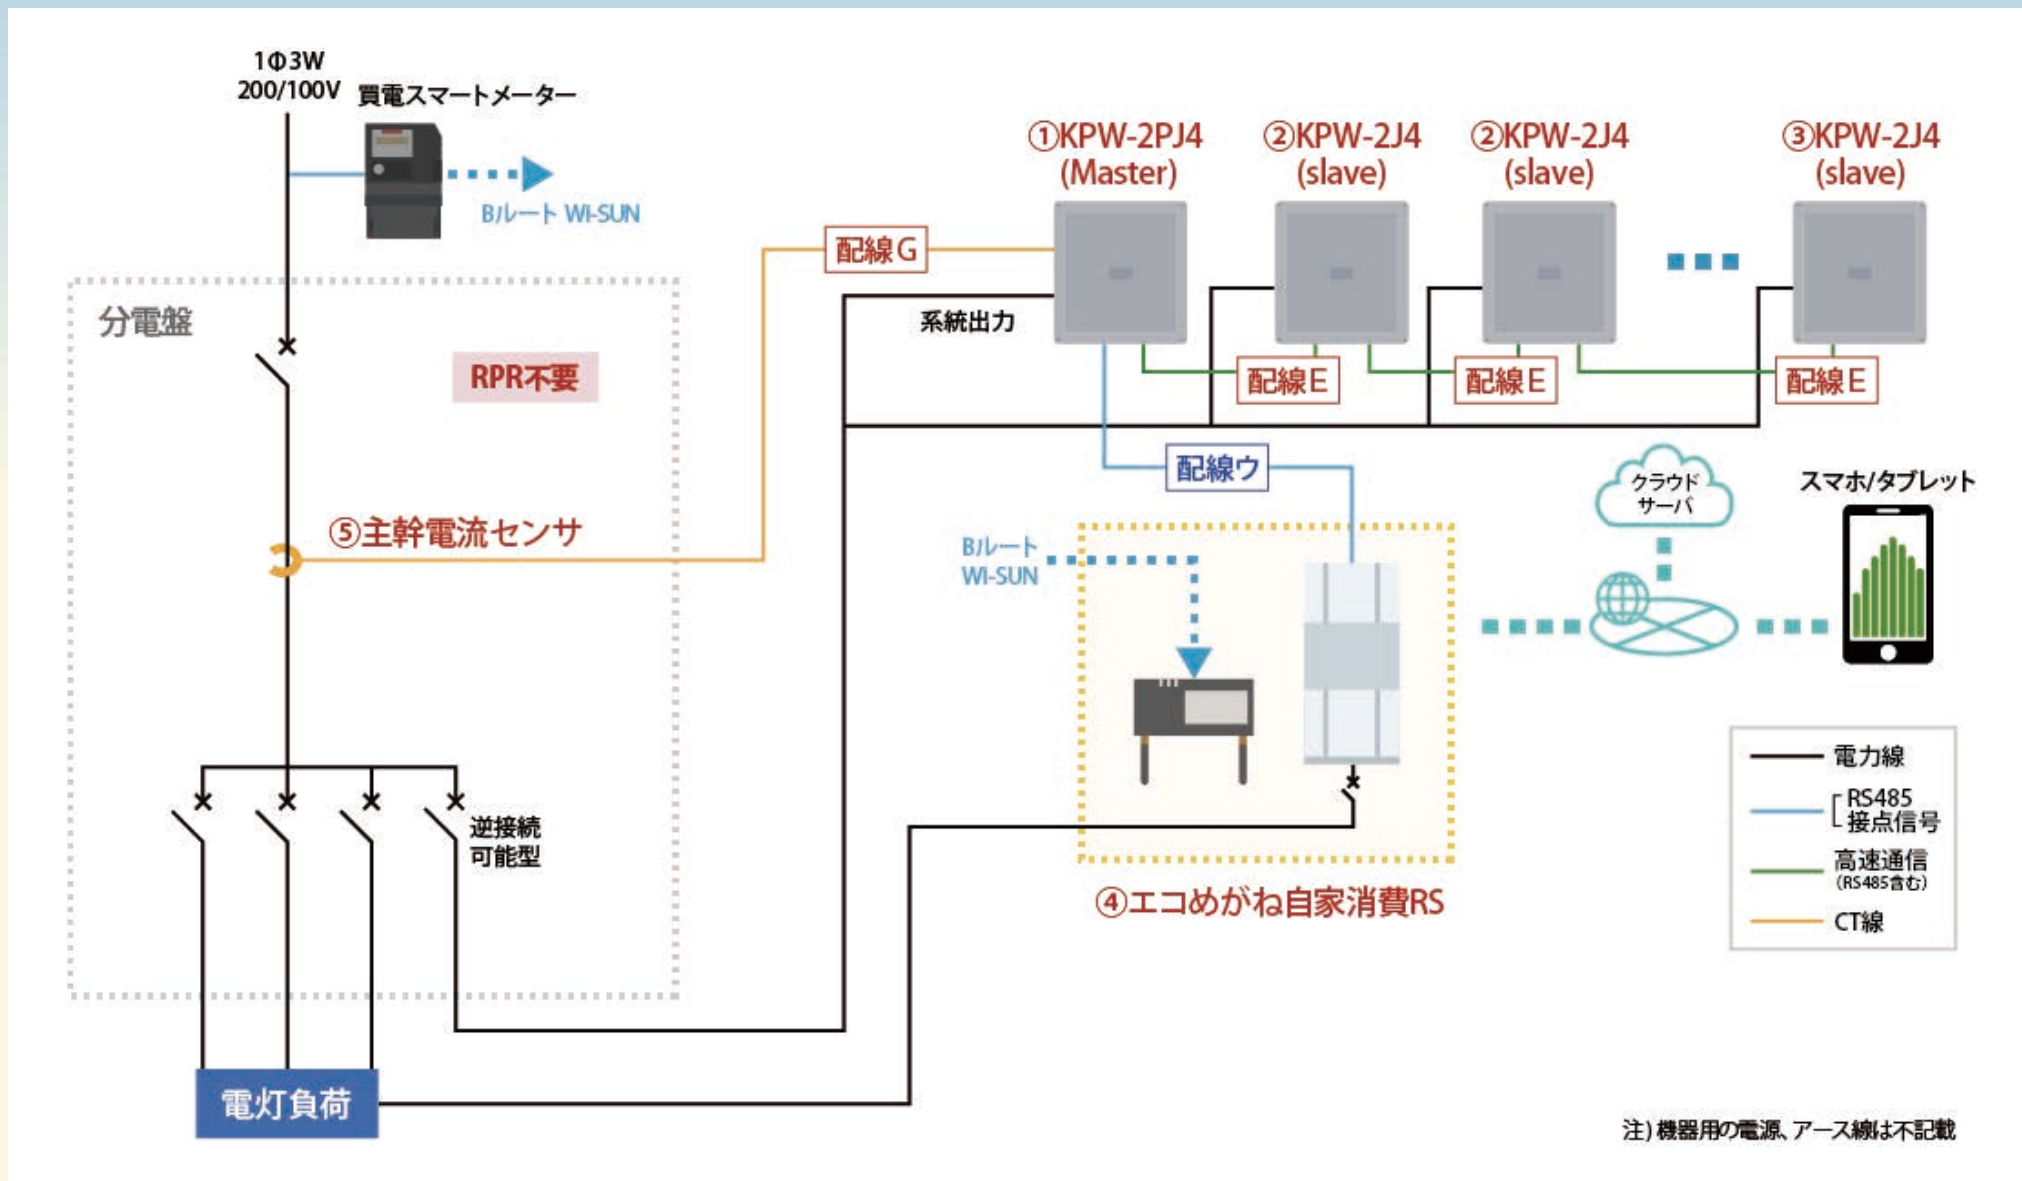 1Φ3W
200/100V
買電スマートメーター
Bルート WI-SUN
分電盤
RPR不要
⑤主幹電流センサ
逆接続
可能型
電灯負荷
①KPW-2PJ4
(Master)
②KPW-2J4
(slave)
②KPW-2J4
(slave)
③KPW-2J4
(slave)
配線G
系統出力
配線E
配線E
配線E
配線ウ
Bルート
WI-SUN
④エコめがね自家消費RS
クラウド
サーバ
スマホ/タブレット
電力線
RS485
接点信号
高速通信
(RS485含む)
CT線
注) 機器用の電源、アース線は不記載